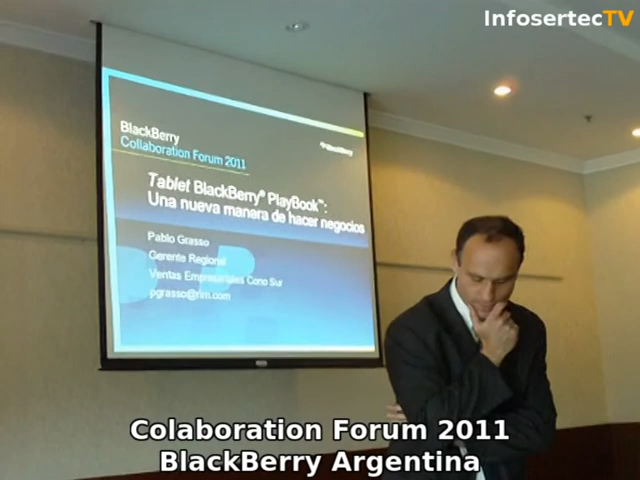 InfosertecTV
BlackBerry
Collaboration Forum 2011
BlackBerry
Tablet BlackBerry® PlayBook™:
Una nueva manera de hacer negocios
Pablo Grasso
Gerente Regional
Ventas Empresariales Cono Sur
pgrasso@rim.com
Colaboration Forum 2011
BlackBerry Argentina